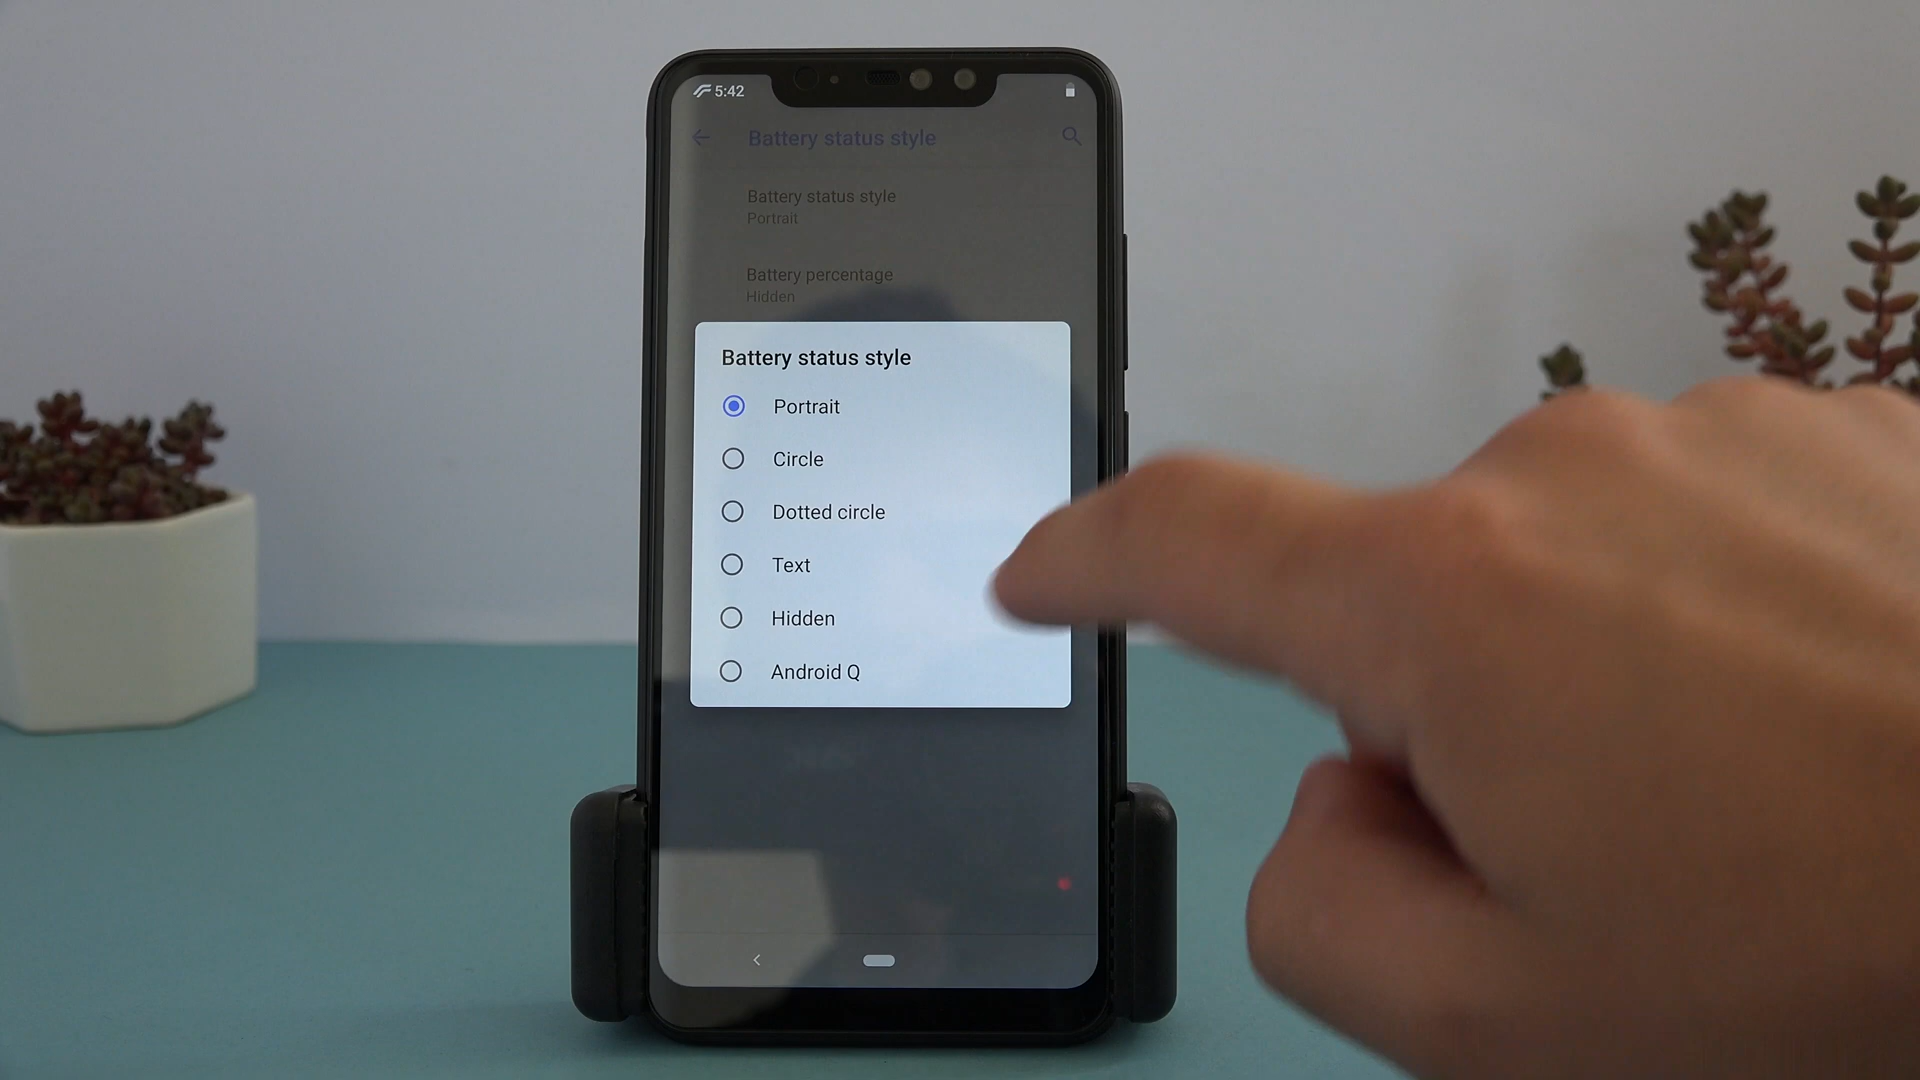 5:42
Battery status style
Battery status style
Portrait
Battery percentage
Hidden
Battery status style
Portrait
Circle
Dotted circle
Text
Hidden
Android Q